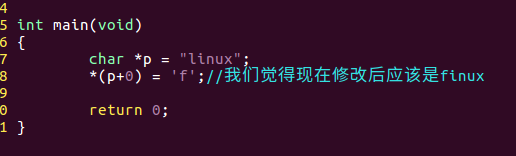 4
5 int main(void)
6 {
7         char *p = "linux";
8         *(p+0) = 'f';//我们觉得现在修改后应该是finux
9
0         return 0;
1 }